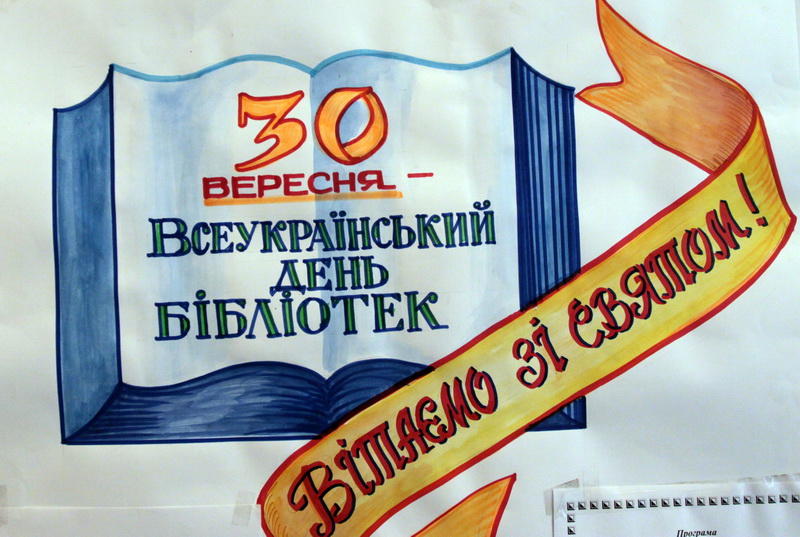 30
ВЕРЕСНЯ –
ВСЕУКРАЇНСЬКИЙ
ДЕНЬ
БІБЛІОТЕК
ВІТАЄМО ЗІ СВЯТОМ!
Програма